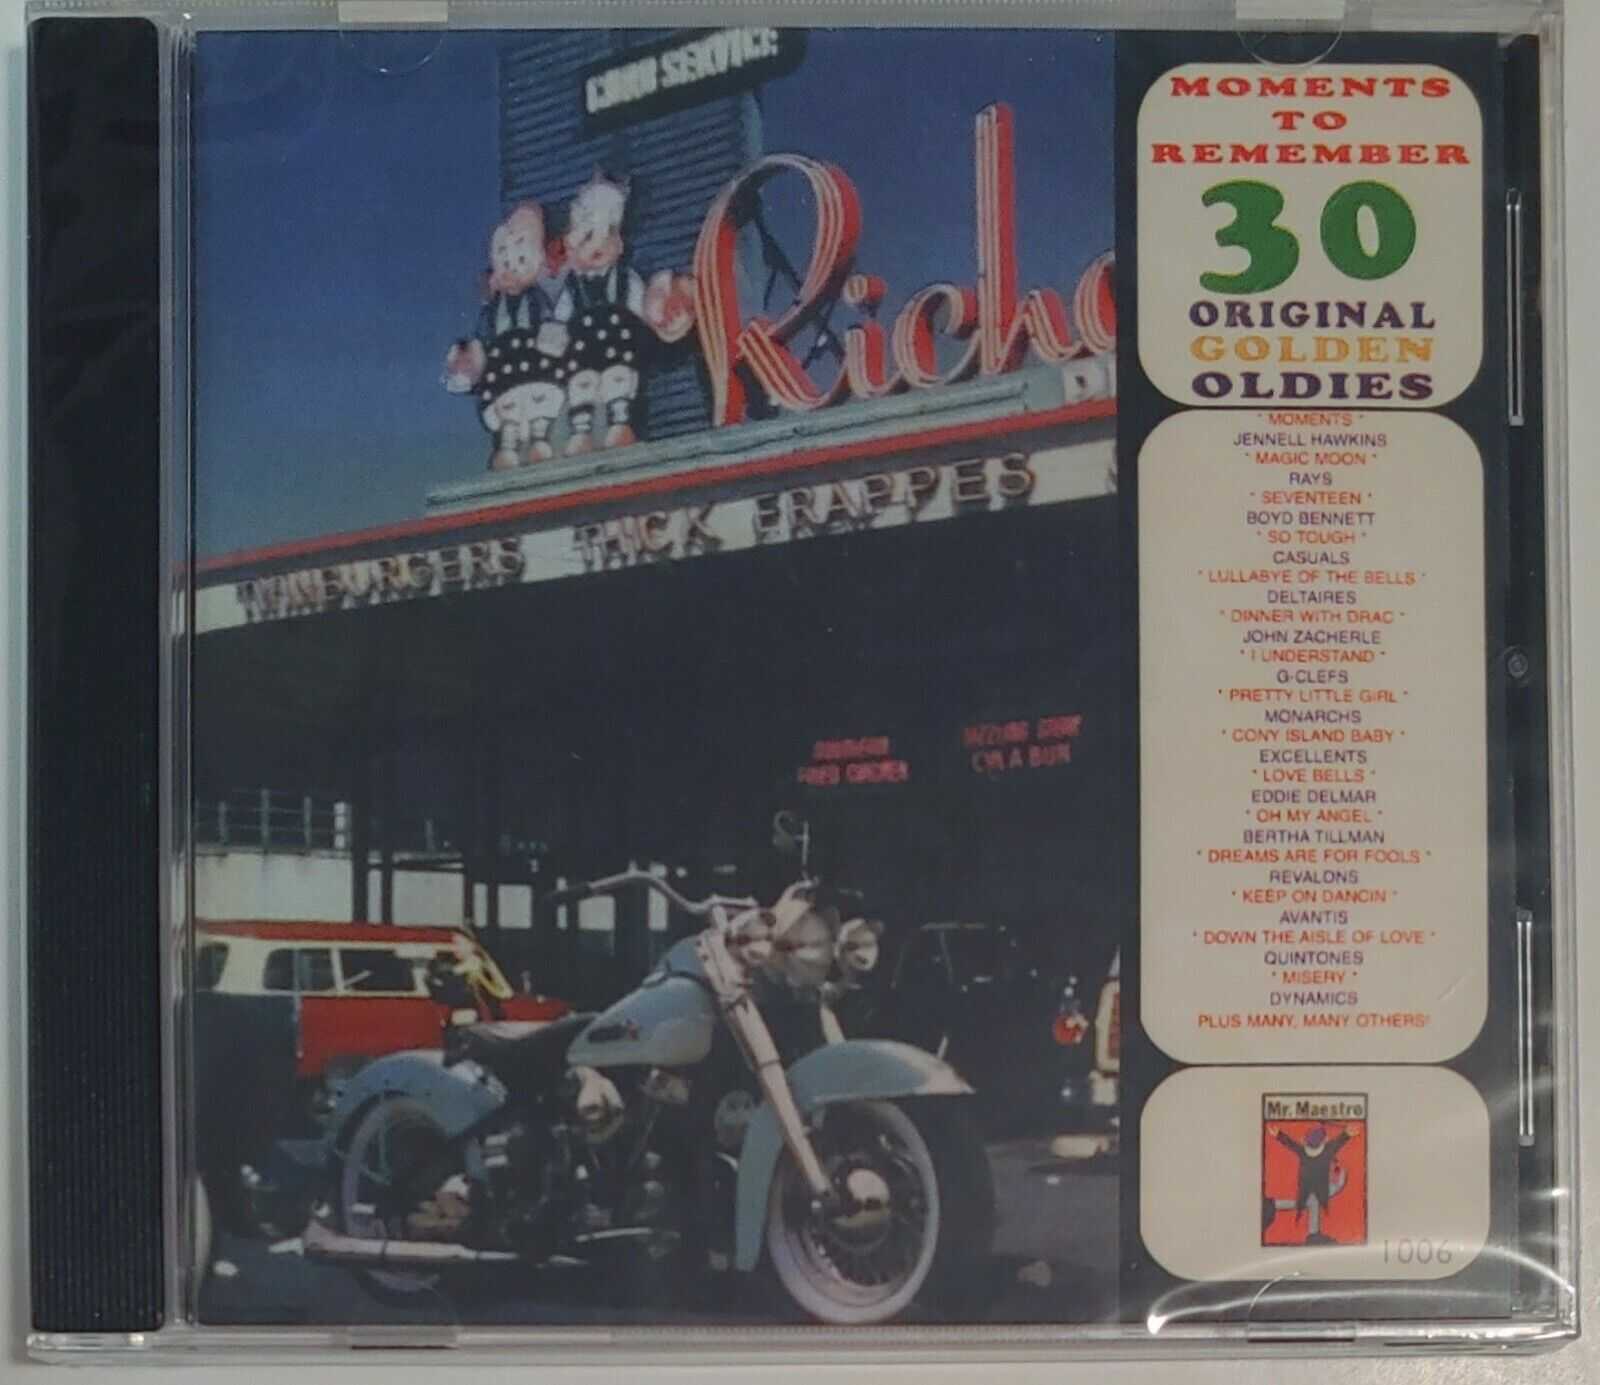 SERVICE
Rich
TWINBURGERS THICK FRAPPES
MOMENTS
TO
REMEMBER
30
ORIGINAL
GOLDEN
OLDIES
" MOMENTS "
JENNELL HAWKINS
" MAGIC MOON "
RAYS
" SEVENTEEN "
BOYD BENNETT
" SO TOUGH "
CASUALS
" LULLABYE OF THE BELLS "
DELTAIRES
" DINNER WITH DRAC "
JOHN ZACHERLE
" I UNDERSTAND "
G-CLEFS
" PRETTY LITTLE GIRL "
MONARCHS
" CONY ISLAND BABY "
EXCELLENTS
" LOVE BELLS "
EDDIE DELMAR
" OH MY ANGEL "
BERTHA TILLMAN
" DREAMS ARE FOR FOOLS "
REVALONS
" KEEP ON DANCIN "
AVANTIS
" DOWN THE AISLE OF LOVE "
QUINTONES
" MISERY "
DYNAMICS
PLUS MANY, MANY OTHERS!
Mr. Maestro
1006